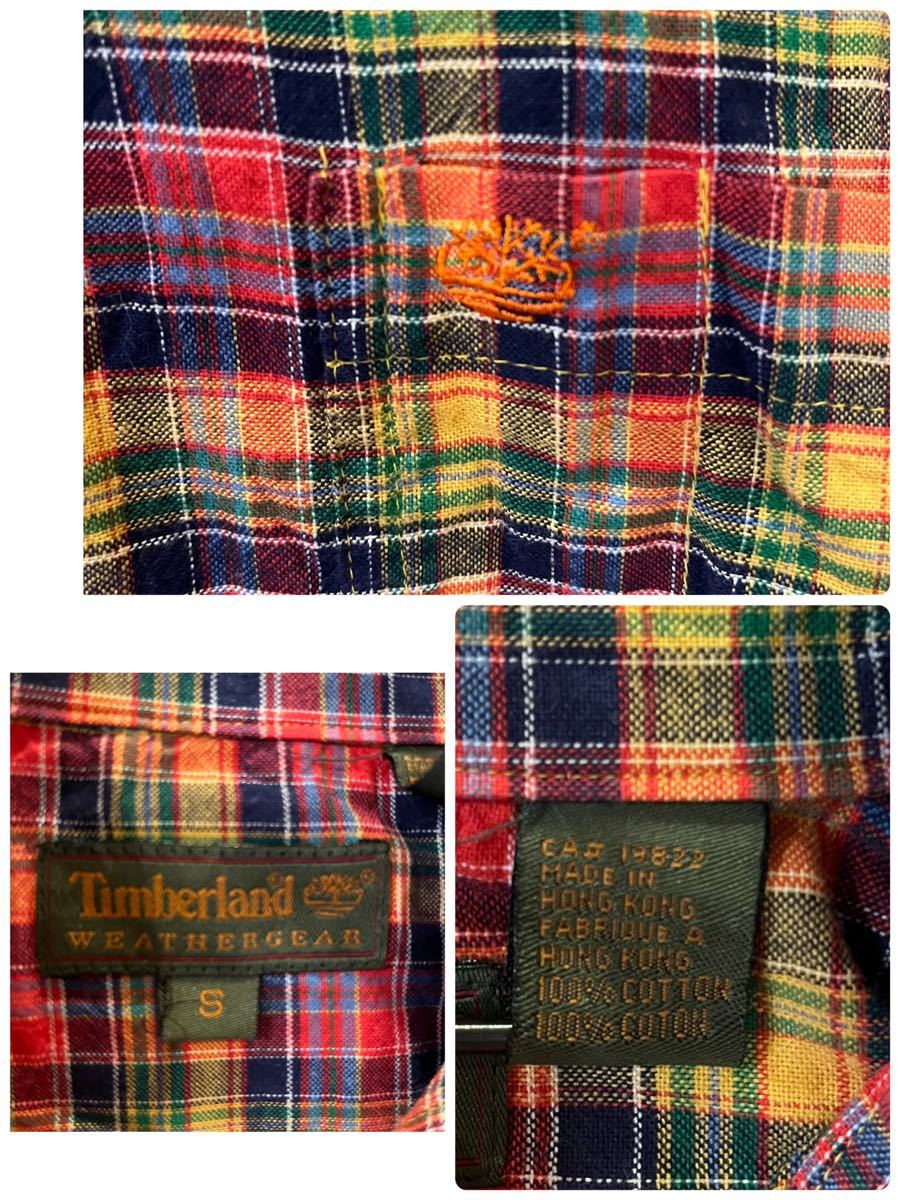 Timberland®
WEATHERGEAR
S
CA# 19822
MADE IN
HONG KONG
FABRIQUE A
HONG KONG
100% COTTON
100% COTON